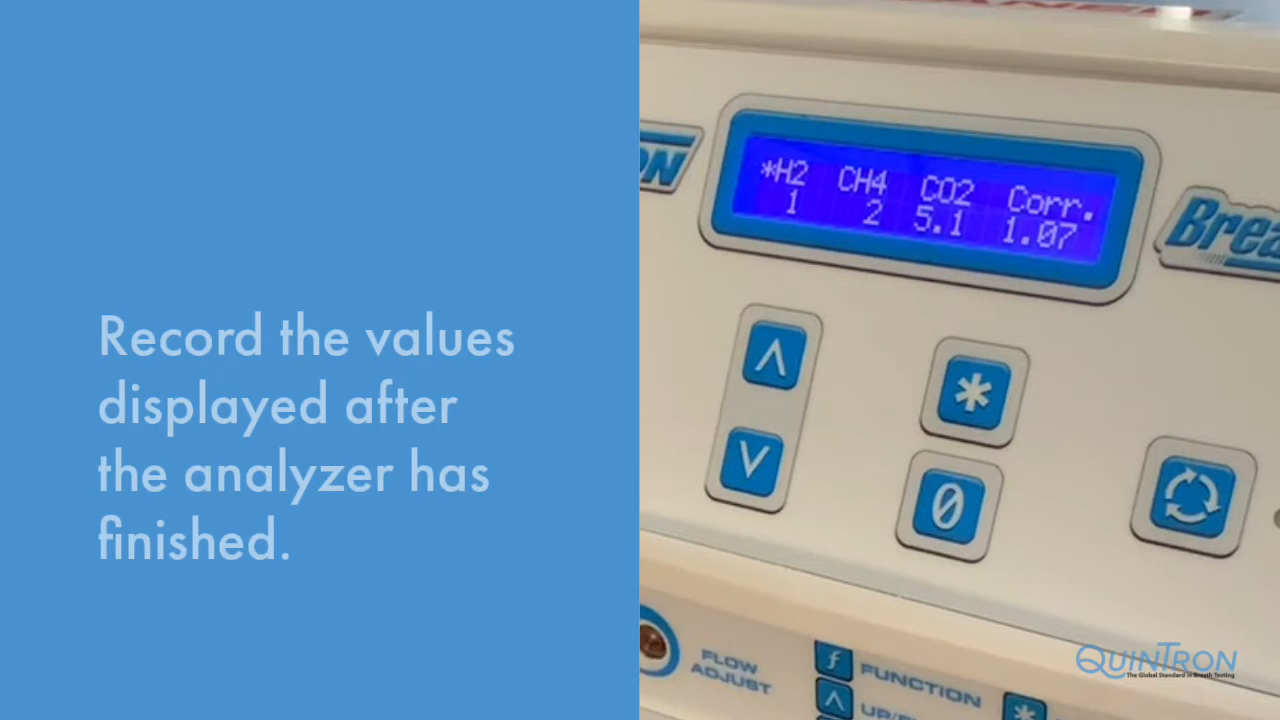 Record the values
displayed after
the analyzer has
finished.
*H2 CH4 CO2 Corr.
1 2 5.1 1.07
0
FLOW
ADJUST
f FUNCTION
QUINTRON
The Global Standard in Breath Testing